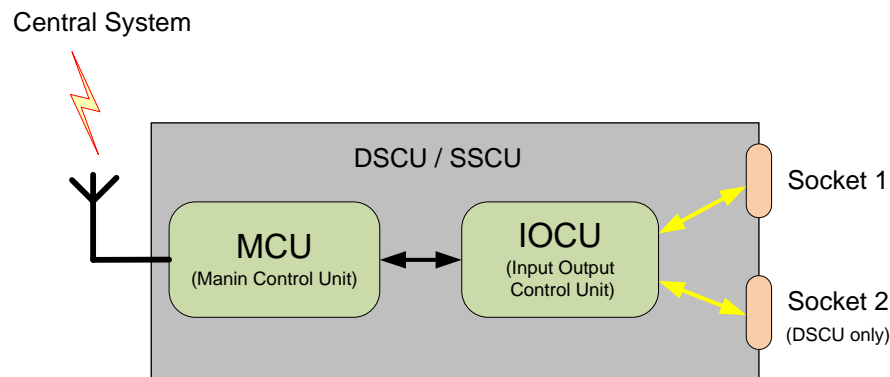 Central System
DSCU / SSCU
MCU
(Manin Control Unit)
IOCU
(Input Output
Control Unit)
Socket 1
Socket 2
(DSCU only)